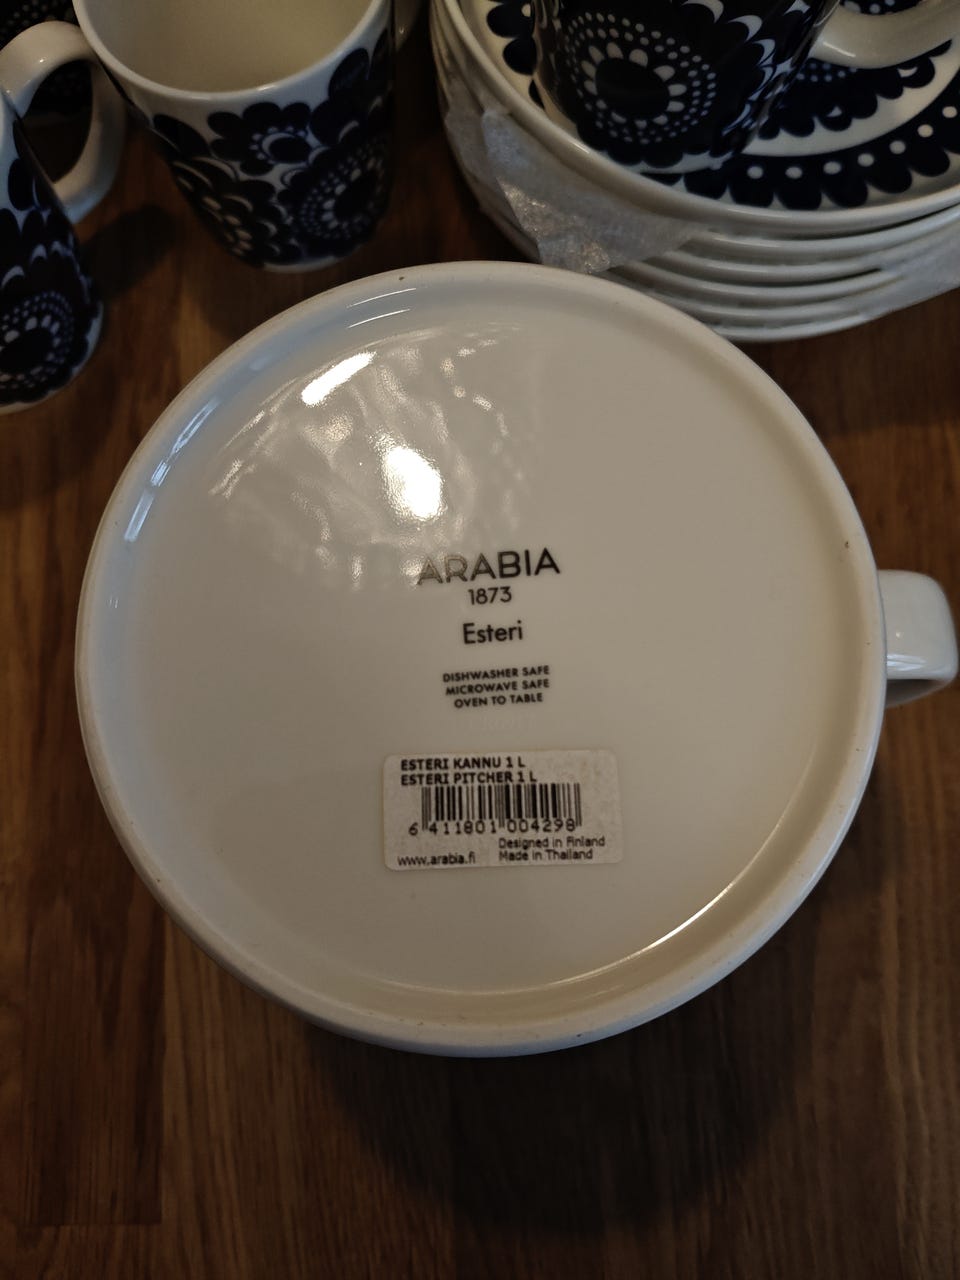 ARABIA
1873
Esteri
DISHWASHER SAFE
MICROWAVE SAFE
OVEN TO TABLE
ESTERI KANNU 1 L
ESTERI PITCHER 1 L
6 411801 004298
Designed in Finland
www.arabia.fi Made in Thailand